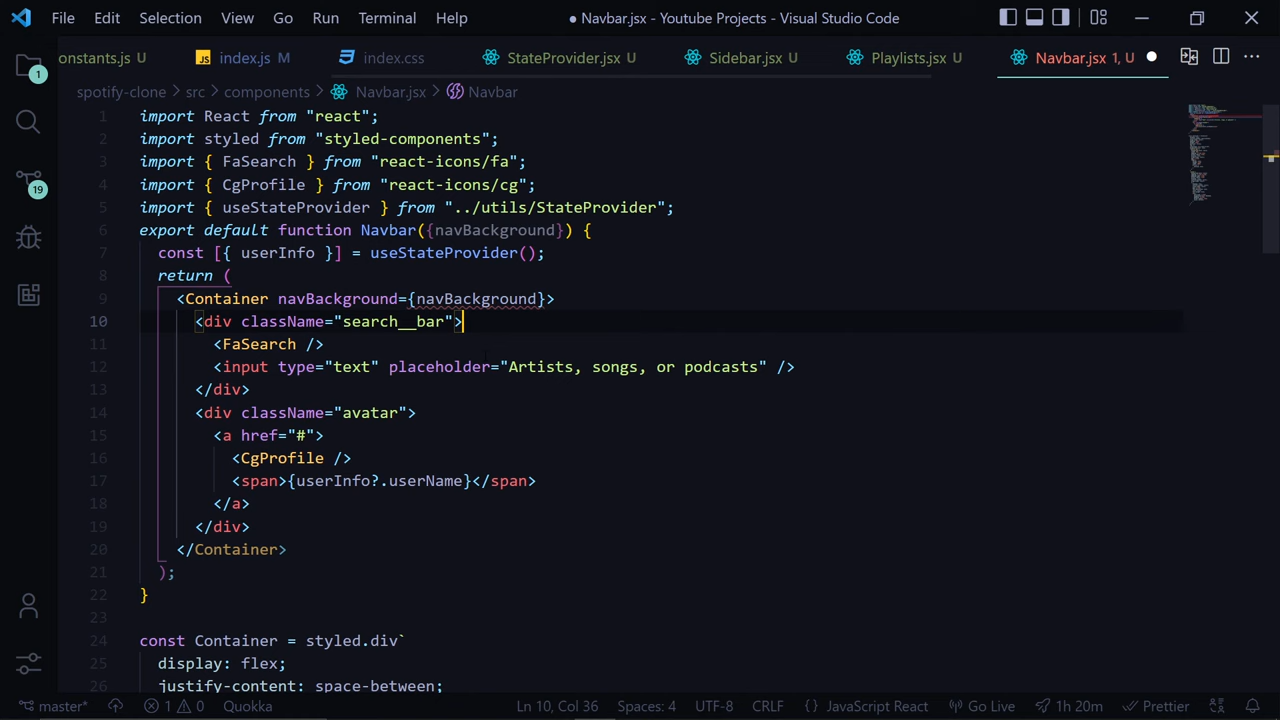 File Edit Selection View Go Run Terminal Help ● Navbar.jsx - Youtube Projects - Visual Studio Code
onstants.js U JS index.js M index.css StateProvider.jsx U Sidebar.jsx U Playlists.jsx U Navbar.jsx 1, U
1
spotify-clone > src > components > Navbar.jsx > Navbar
1 import React from "react";
2 import styled from "styled-components";
3 import { FaSearch } from "react-icons/fa";
4 import { CgProfile } from "react-icons/cg";
19
5 import { useStateProvider } from "../utils/StateProvider";
6 export default function Navbar({navBackground}) {
7 const [{ userInfo }] = useStateProvider();
8 return (
9 <Container navBackground={navBackground}>
10 <div className="search__bar">
11 <FaSearch />
12 <input type="text" placeholder="Artists, songs, or podcasts" />
13 </div>
14 <div className="avatar">
15 <a href="#">
16 <CgProfile />
17 <span>{userInfo?.userName}</span>
18 </a>
19 </div>
20 </Container>
21 );
22 }
23
24 const Container = styled.div`
25 display: flex;
26 justify-content: space-between;
master* 1 0 Quokka Ln 10, Col 36 Spaces: 4 UTF-8 CRLF {} JavaScript React Go Live 1h 20m Prettier